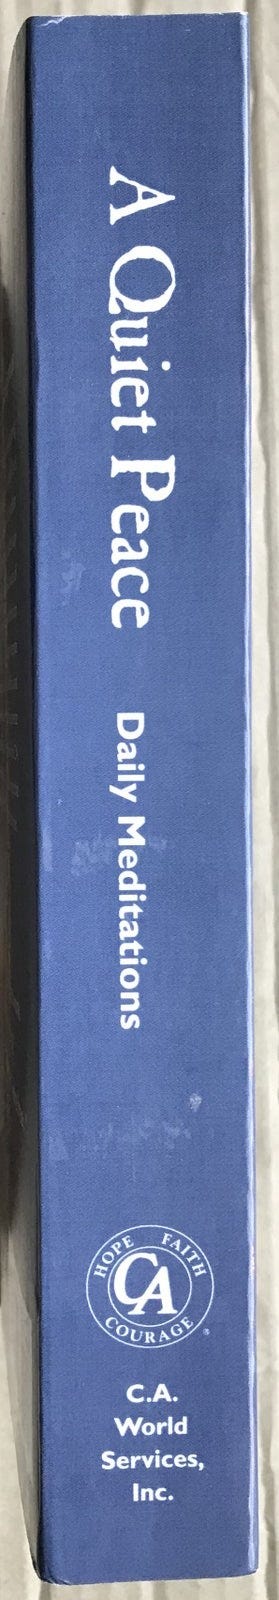 A Quiet Peace
Daily Meditations
HOPE FAITH
CA
COURAGE
®
C.A.
World
Services,
Inc.